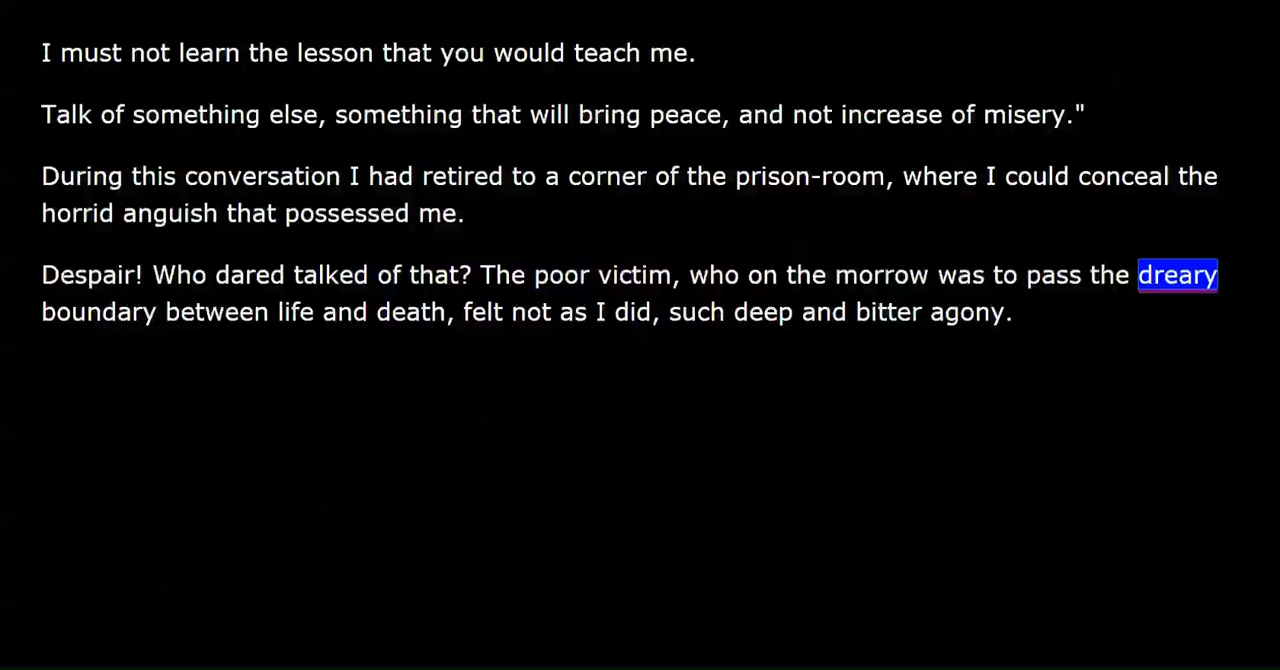 I must not learn the lesson that you would teach me.
Talk of something else, something that will bring peace, and not increase of misery."
During this conversation I had retired to a corner of the prison-room, where I could conceal the
horrid anguish that possessed me.
Despair! Who dared talked of that? The poor victim, who on the morrow was to pass the dreary
boundary between life and death, felt not as I did, such deep and bitter agony.